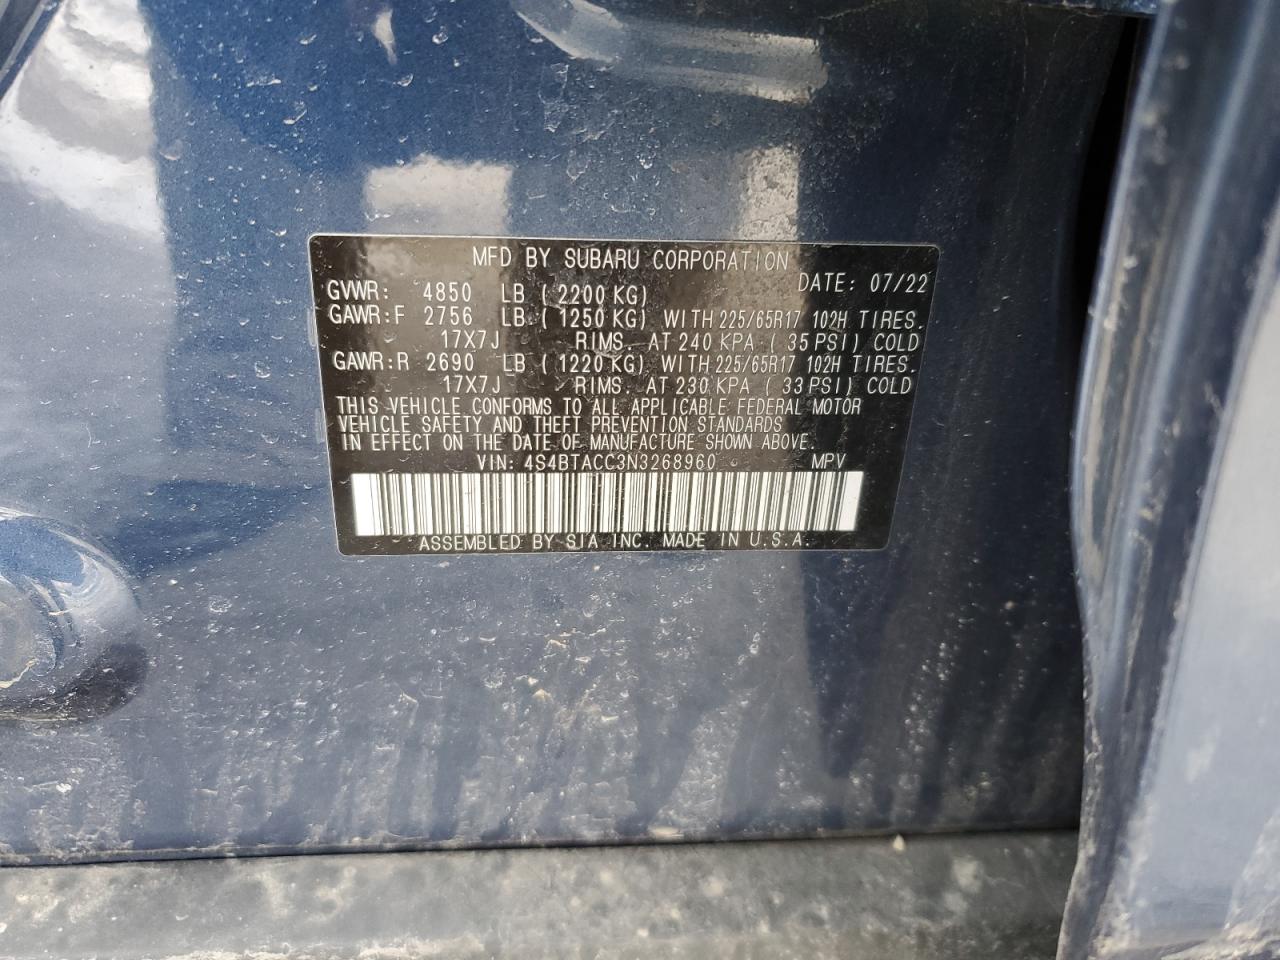 MFD BY SUBARU CORPORATION
DATE: 07/22
GVWR: 4850 LB (2200 KG)
GAWR:F 2756 LB (1250 KG) WITH 225/65R17 102H TIRES.
17X7J RIMS. AT 240 KPA (35 PSI) COLD
GAWR:R 2690 LB (1220 KG) WITH 225/65R17 102H TIRES.
17X7J RIMS. AT 230 KPA (33 PSI) COLD
THIS VEHICLE CONFORMS TO ALL APPLICABLE FEDERAL MOTOR
VEHICLE SAFETY AND THEFT PREVENTION STANDARDS
IN EFFECT ON THE DATE OF MANUFACTURE SHOWN ABOVE.
VIN: 4S4BTACC3N3268960 MPV
ASSEMBLED BY SIA INC. MADE IN U.S.A.